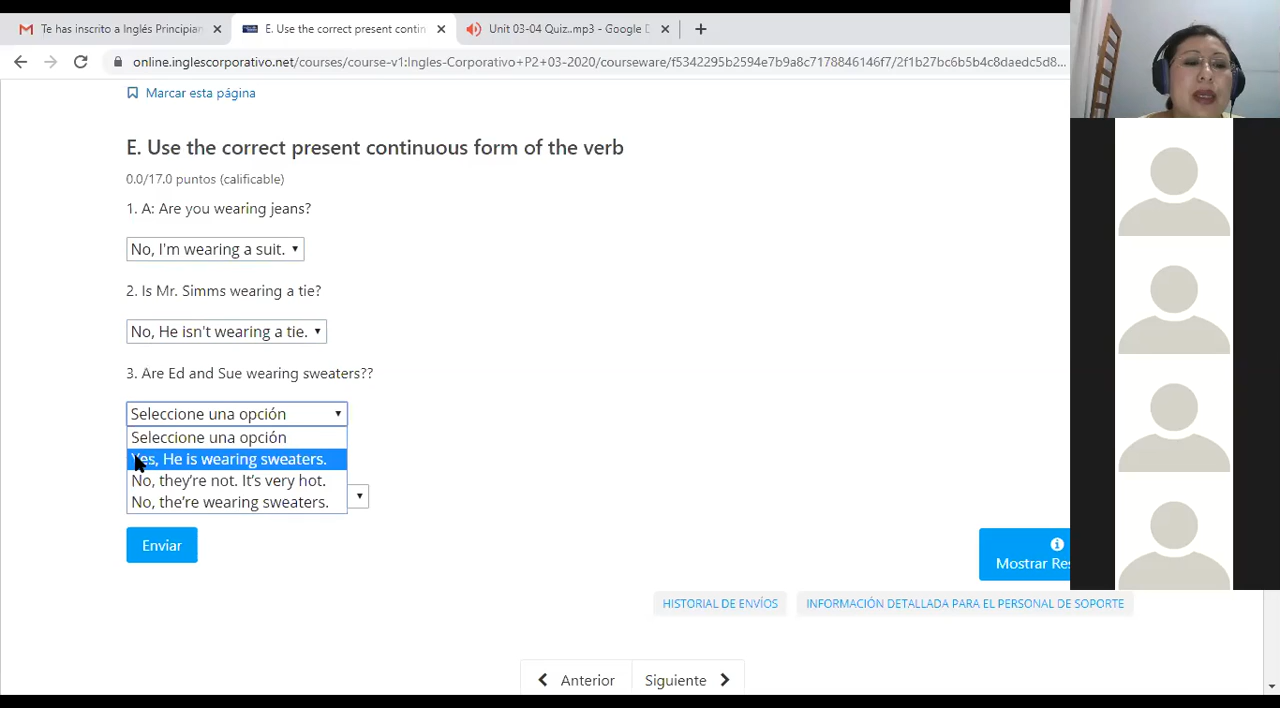 Te has inscrito a Inglés Principian
E. Use the correct present contin
Unit 03-04 Quiz..mp3 - Google D
online.inglescorporativo.net/courses/course-v1:Ingles-Corporativo+P2+03-2020/courseware/f5342295b2594e7b9a8c7178846146f7/2f1b27bc6b5b4c8daedc5d8...
Marcar esta página
E. Use the correct present continuous form of the verb
0.0/17.0 puntos (calificable)
1. A: Are you wearing jeans?
No, I'm wearing a suit.
2. Is Mr. Simms wearing a tie?
No, He isn't wearing a tie.
3. Are Ed and Sue wearing sweaters??
Seleccione una opción
Seleccione una opción
Yes, He is wearing sweaters.
No, they’re not. It’s very hot.
No, the’re wearing sweaters.
Enviar
Mostrar Res
HISTORIAL DE ENVÍOS
INFORMACIÓN DETALLADA PARA EL PERSONAL DE SOPORTE
Anterior
Siguiente